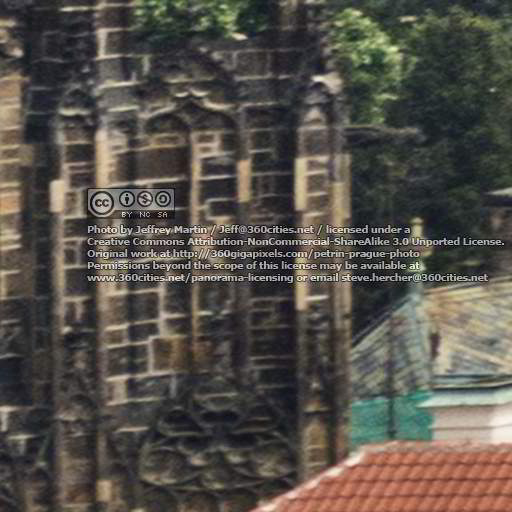 cc
BY NC SA
Photo by Jeffrey Martin / Jeff@360cities.net / licensed under a
Creative Commons Attribution-NonCommercial-ShareAlike 3.0 Unported License.
Original work at http://360gigapixels.com/petrin-prague-photo
Permissions beyond the scope of this license may be available at
www.360cities.net/panorama-licensing or email steve.hercher@360cities.net